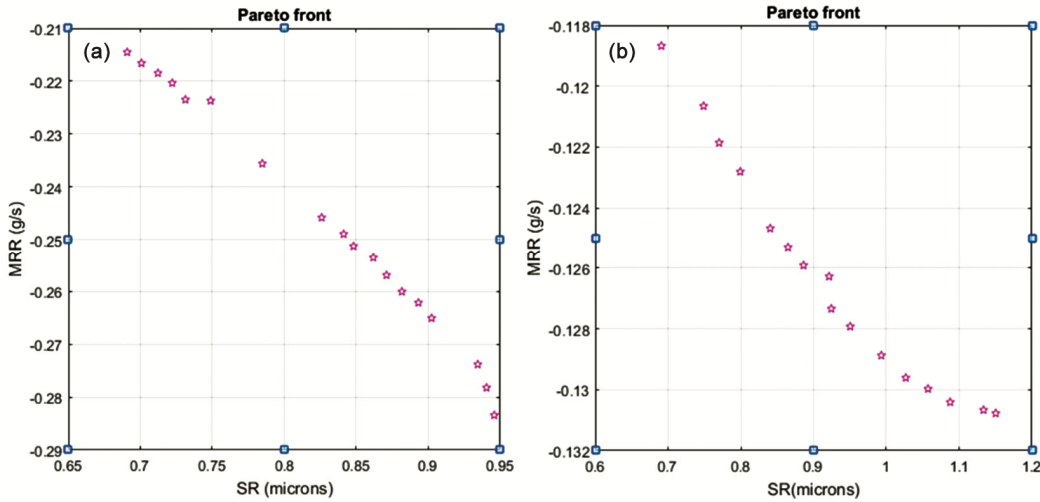 Pareto front
(a)
-0.21
-0.22
-0.23
-0.24
-0.25
-0.26
-0.27
-0.28
-0.29
MRR (g/s)
0.65 0.7 0.75 0.8 0.85 0.9 0.95
SR (microns)
Pareto front
(b)
-0.118
-0.12
-0.122
-0.124
-0.126
-0.128
-0.13
-0.132
MRR (g/s)
0.6 0.7 0.8 0.9 1 1.1 1.2
SR(microns)